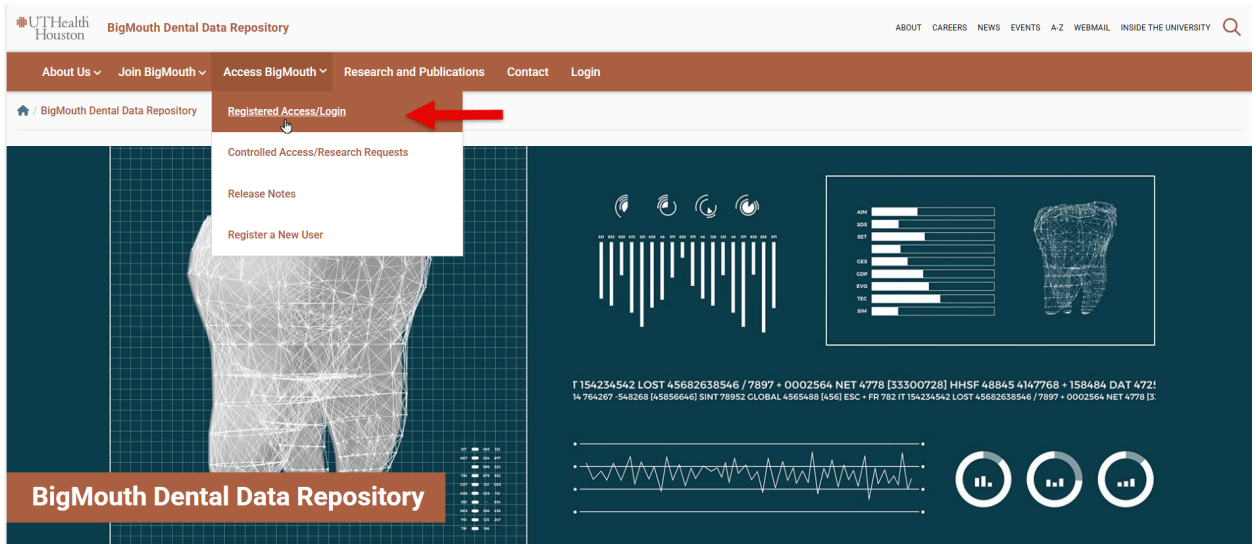 UTHealth
Houston
BigMouth Dental Data Repository
ABOUT CAREERS NEWS EVENTS A-Z WEBMAIL INSIDE THE UNIVERSITY
About Us Join BigMouth Access BigMouth Research and Publications Contact Login
/ BigMouth Dental Data Repository
Registered Access/Login
Controlled Access/Research Requests
Release Notes
Register a New User
AIM
SDS
SET
GES
CDP
EVO
TEC
SIM
154234542 LOST 45682638546 / 7897 + 0002564 NET 4778 [33300728] HHSF 48845 4147768 + 158484 DAT
14 764267 -548268 [45856646] SINT 78952 GLOBAL 4565488 [456] ESC + FR 782 IT 154234542 LOST 45682638546 / 7897 + 0002564 NET 4778
BigMouth Dental Data Repository